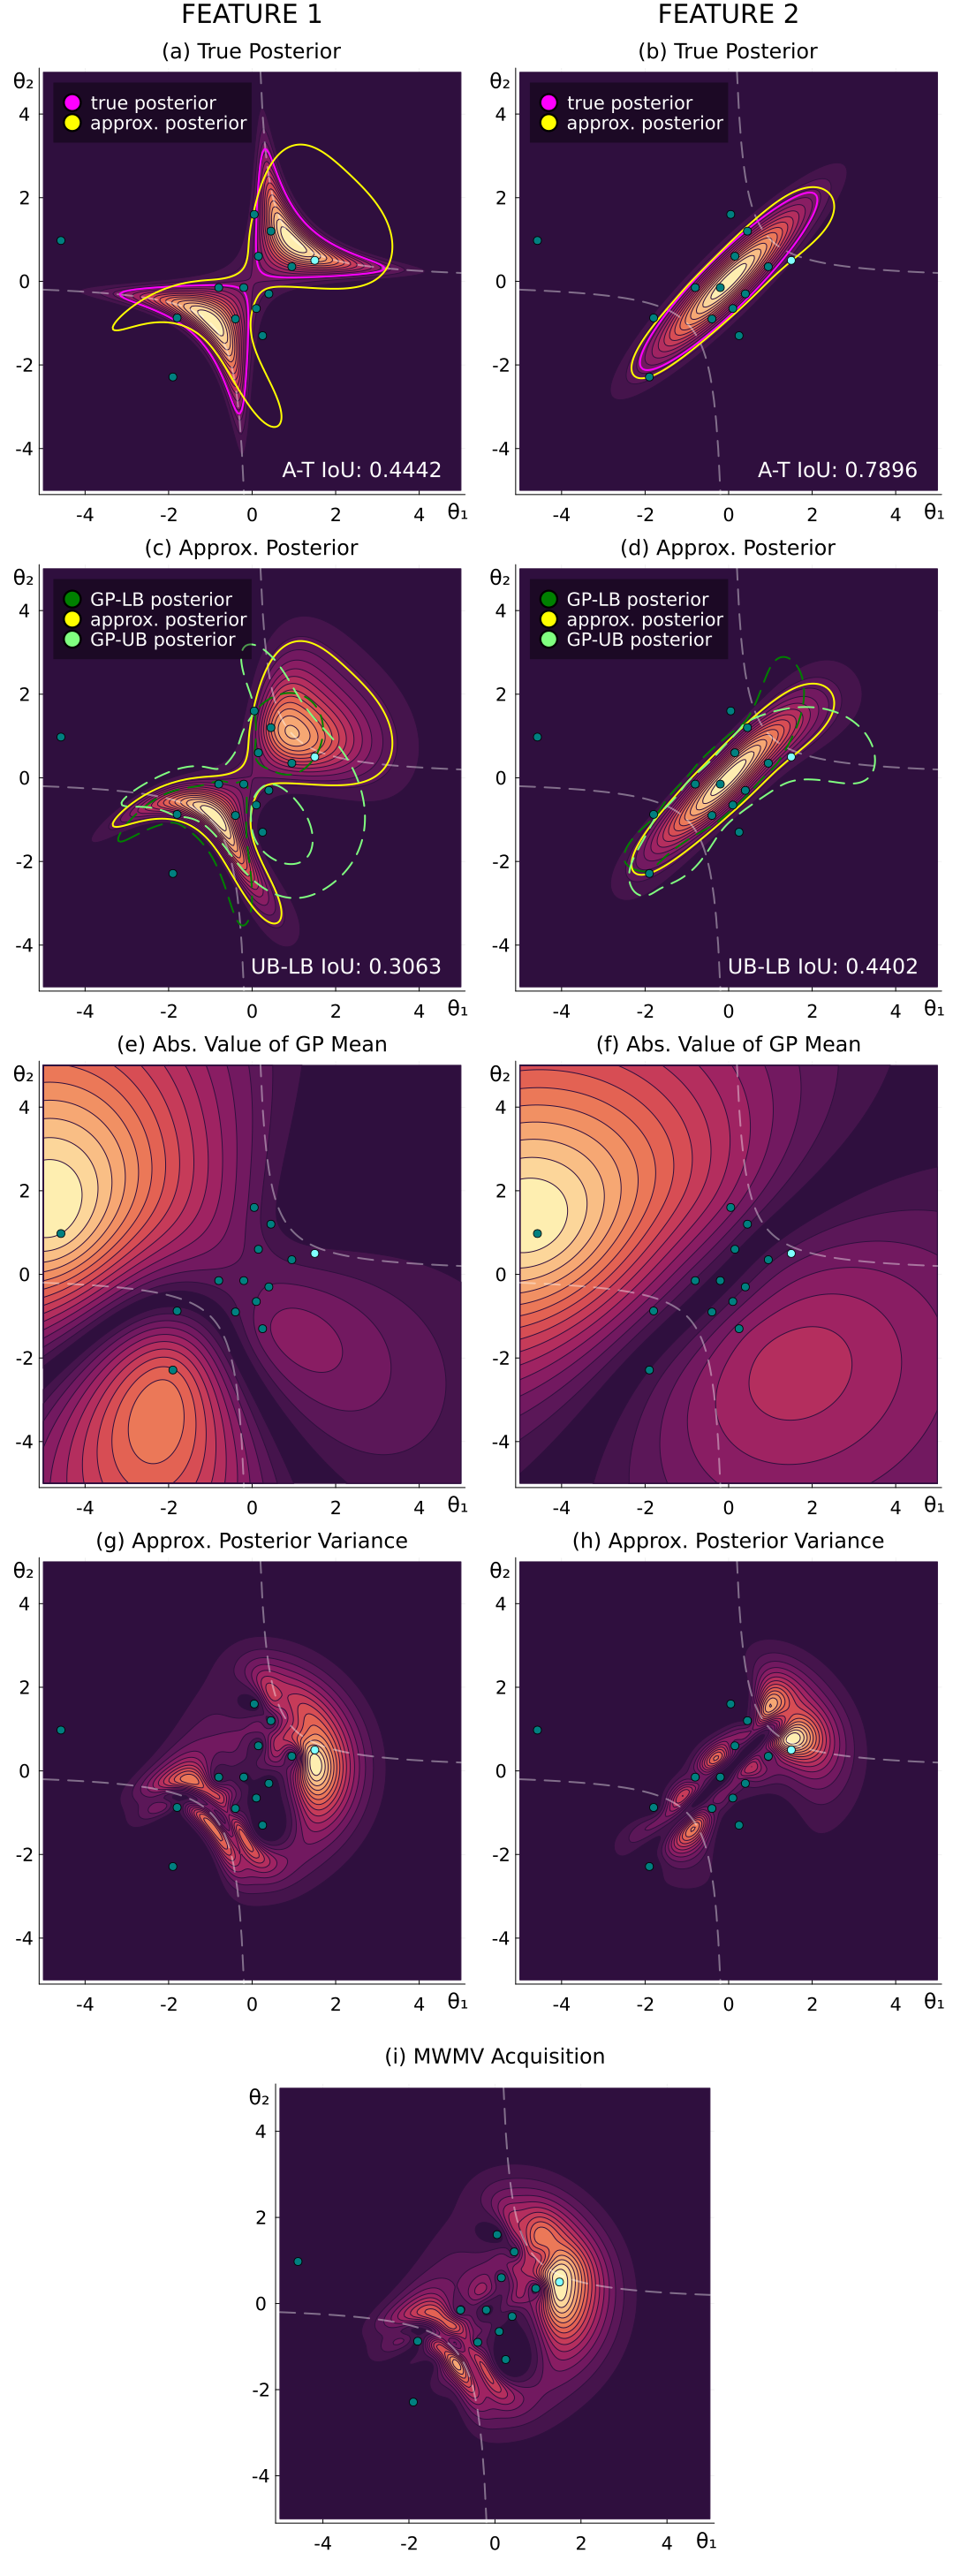 FEATURE 1
FEATURE 2
(a) True Posterior
(b) True Posterior
θ₂
true posterior
approx. posterior
4
2
0
-2
-4
A-T IoU: 0.4442
-4
-2
0
2
4
θ₁
θ₂
true posterior
approx. posterior
4
2
0
-2
-4
A-T IoU: 0.7896
-4
-2
0
2
4
θ₁
(c) Approx. Posterior
(d) Approx. Posterior
θ₂
GP-LB posterior
approx. posterior
GP-UB posterior
4
2
0
-2
-4
UB-LB IoU: 0.3063
-4
-2
0
2
4
θ₁
θ₂
GP-LB posterior
approx. posterior
GP-UB posterior
4
2
0
-2
-4
UB-LB IoU: 0.4402
-4
-2
0
2
4
θ₁
(e) Abs. Value of GP Mean
(f) Abs. Value of GP Mean
θ₂
4
2
0
-2
-4
-4
-2
0
2
4
θ₁
θ₂
4
2
0
-2
-4
-4
-2
0
2
4
θ₁
(g) Approx. Posterior Variance
(h) Approx. Posterior Variance
θ₂
4
2
0
-2
-4
-4
-2
0
2
4
θ₁
θ₂
4
2
0
-2
-4
-4
-2
0
2
4
θ₁
(i) MWMV Acquisition
θ₂
4
2
0
-2
-4
-4
-2
0
2
4
θ₁